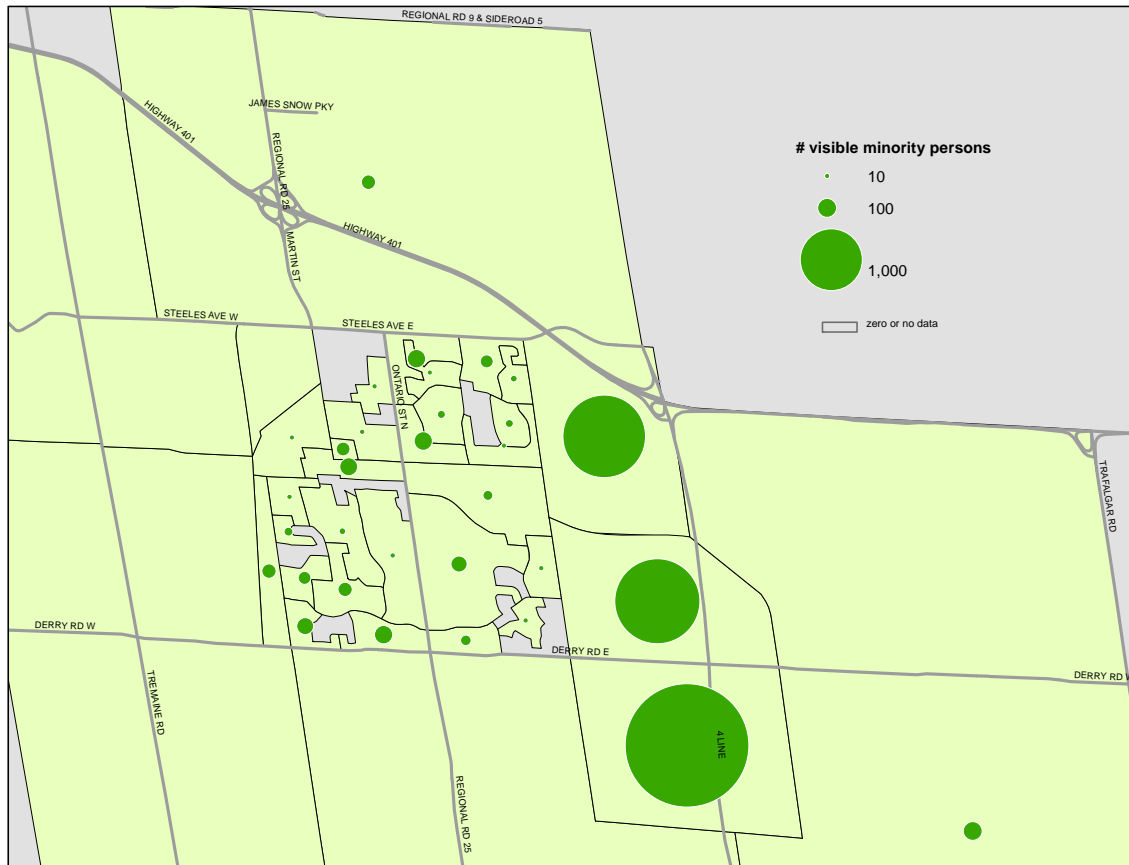 REGIONAL RD 9 & SIDEROAD 5
JAMES SNOW PKY
HIGHWAY 401
REGIONAL RD 25
# visible minority persons
10
100
1,000
zero or no data
HIGHWAY 401
MARTIN ST
STEELES AVE W
STEELES AVE E
ONTARIO ST N
TRAFALGAR RD
DERRY RD W
DERRY RD E
DERRY RD W
TREMAINE RD
4 LINE
REGIONAL RD 25